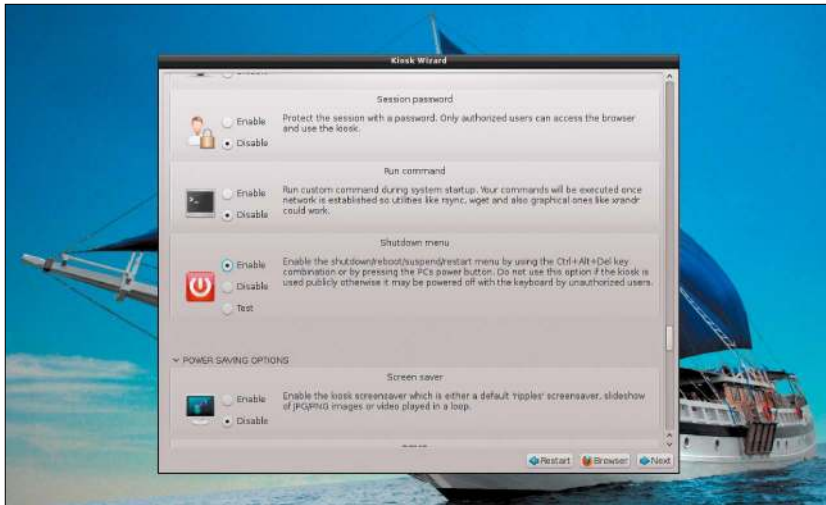 Kiosk Wizard
Session password
Enable
Protect the session with a password. Only authorized users can access the browser
and use the kiosk.
Disable
Run command
Enable
Run custom command during system startup. Your commands will be executed once
network is established so utilities like rsync, wget and also graphical ones like xrandr
could work.
Disable
Shutdown menu
Enable
Enable the shutdown/reboot/suspend/restart menu by using the Ctrl+Alt+Del key
combination or by pressing the PCs power button. Do not use this option if the kiosk is
used publicly otherwise it may be powered off with the keyboard by unauthorized users.
Disable
Test
POWER SAVING OPTIONS
Screen saver
Enable
Enable the kiosk screensaver which is either a default 'ripples' screensaver, slideshow
of JPG/PNG images or video played in a loop.
Disable
Restart
Browser
Next